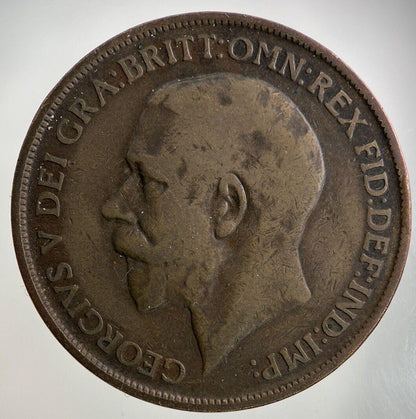 GEORGIVS V DEI GRA:BRITT:OMN:REX FID:DEF:IND:IMP: